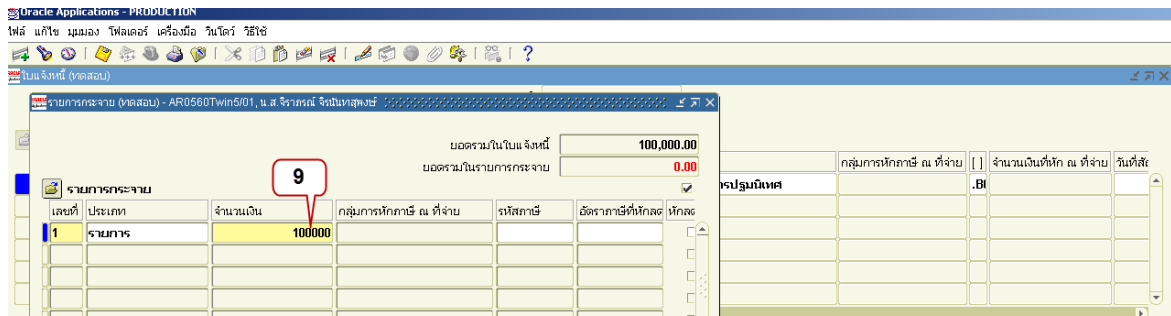 Oracle Applications - PRODUCTION
ไฟล์ แก้ไข มุมมอง โฟลเดอร์ เครื่องมือ วินโดว์ วิธีใช้
ใบแจ้งหนี้ (ทดสอบ)
รายการกระจาย (ทดสอบ) - AR0560Twin5/01, น.ส.จิราภรณ์ จิรนันทสุพงษ์
ยอดรวมในใบแจ้งหนี้ 100,000.00
ยอดรวมในรายการกระจาย 0.00
กลุ่มการหักภาษี ณ ที่จ่าย [ ] จำนวนเงินที่หัก ณ ที่จ่าย
9
รายการกระจาย
รปฐมนิเทศ
เลขที่ ประเภท จำนวนเงิน กลุ่มการหักภาษี ณ ที่จ่าย รหัสภาษี อัตราภาษีที่หักลด หักลด
1 รายการ 100000